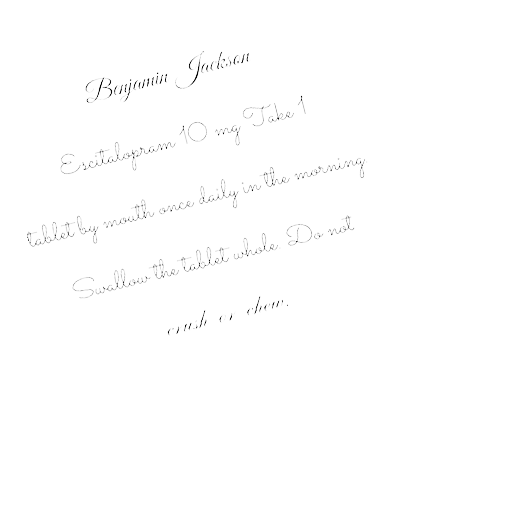 Benjamin Jackson
Escitalopram 10 mg Take 1
tablet by mouth once daily in the morning
Swallow the tablet whole. Do not
crush or chew.